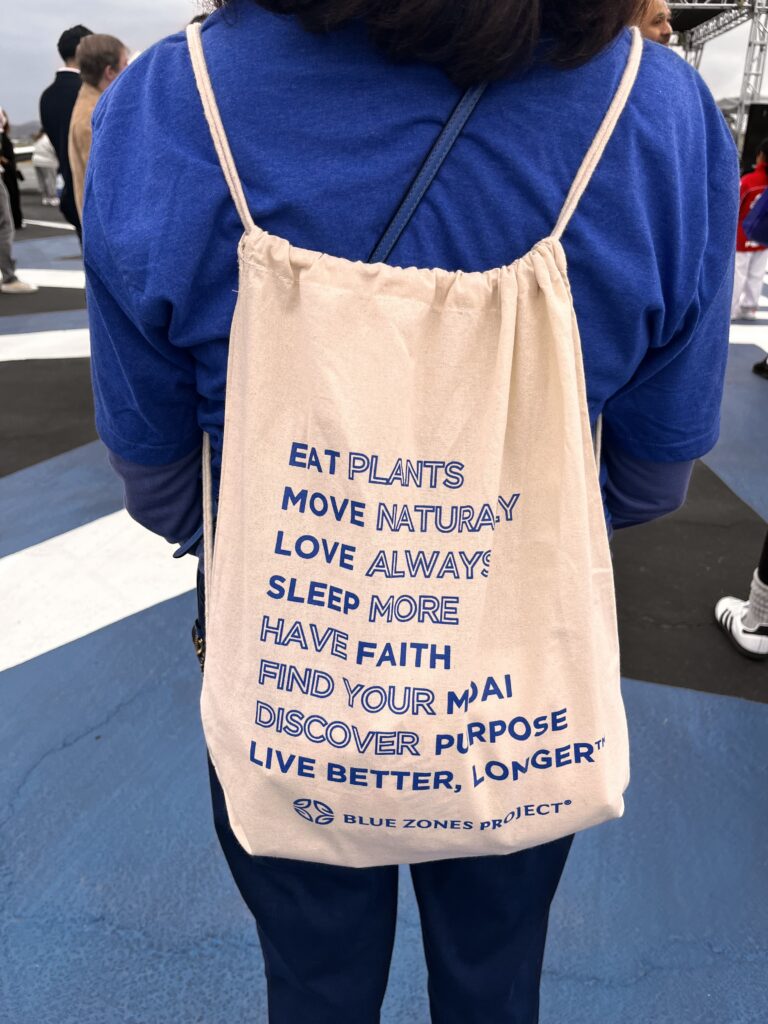 EAT PLANTS
MOVE NATURALLY
LOVE ALWAYS
SLEEP MORE
HAVE FAITH
FIND YOUR MOAI
DISCOVER PURPOSE
LIVE BETTER, LONGER™
BLUE ZONES PROJECT®